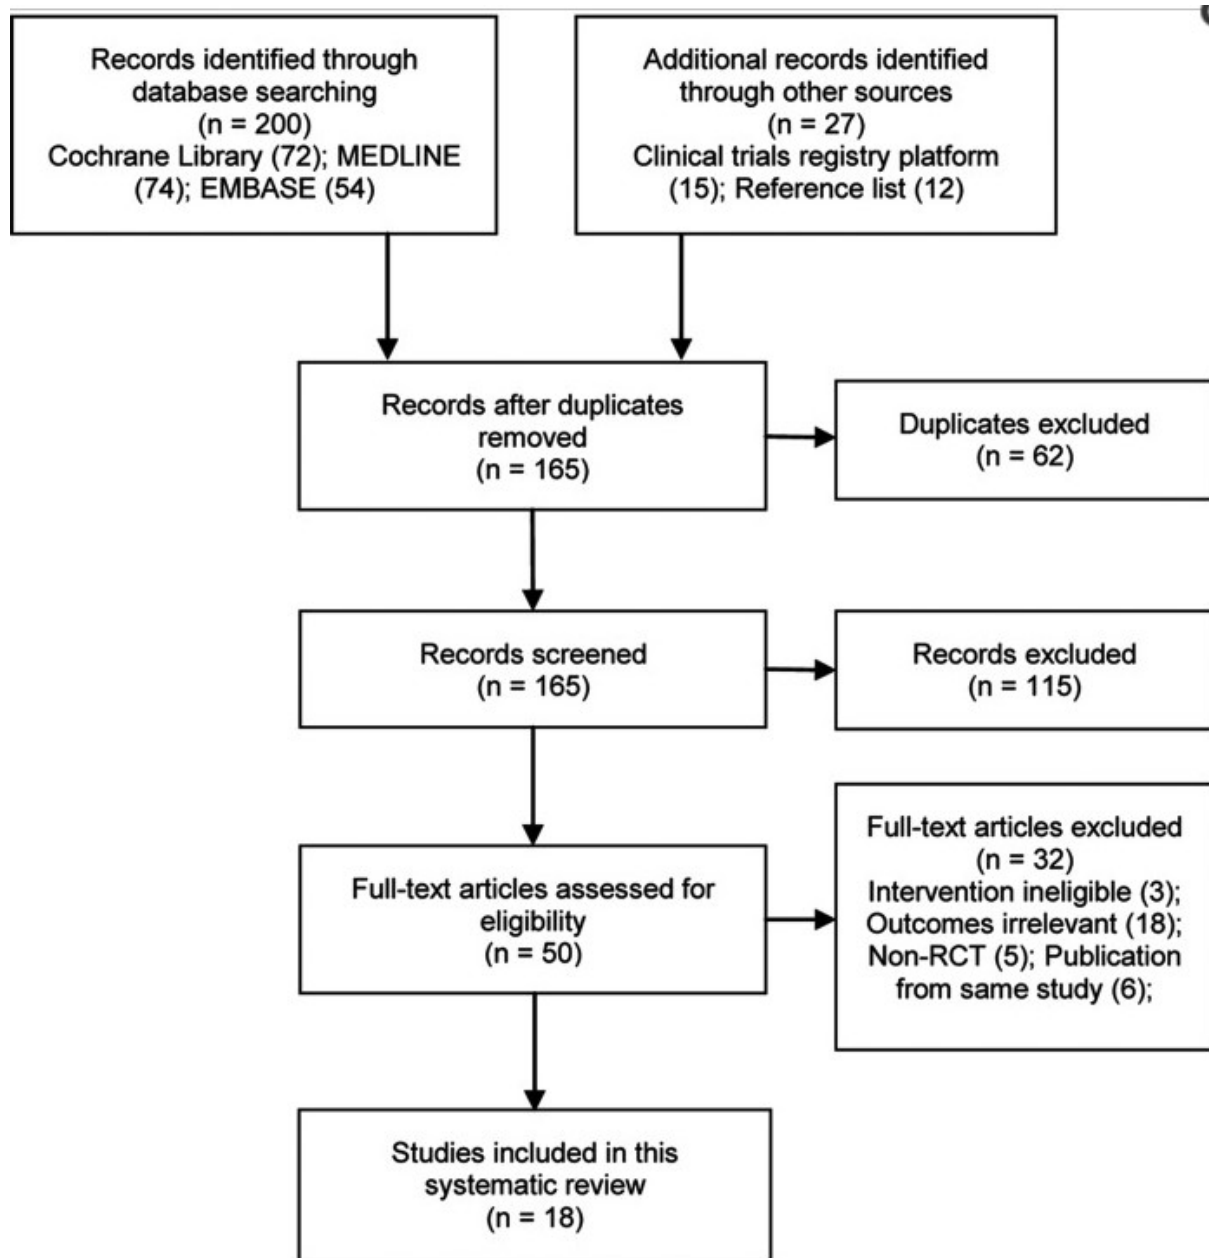 Records identified through
database searching
(n = 200)
Cochrane Library (72); MEDLINE
(74); EMBASE (54)
Additional records identified
through other sources
(n = 27)
Clinical trials registry platform
(15); Reference list (12)
Records after duplicates
removed
(n = 165)
Duplicates excluded
(n = 62)
Records screened
(n = 165)
Records excluded
(n = 115)
Full-text articles assessed for
eligibility
(n = 50)
Full-text articles excluded
(n = 32)
Intervention ineligible (3);
Outcomes irrelevant (18);
Non-RCT (5); Publication
from same study (6);
Studies included in this
systematic review
(n = 18)